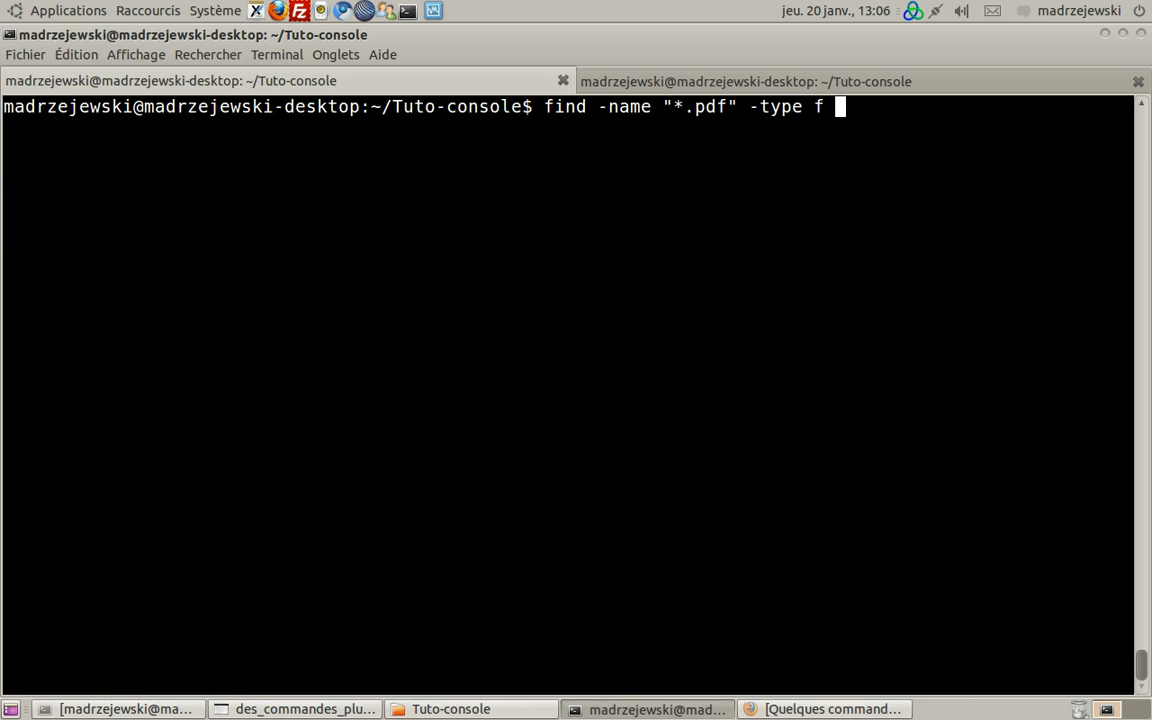 Applications Raccourcis Système jeu. 20 janv., 13:06 madrzejewski
madrzejewski@madrzejewski-desktop: ~/Tuto-console
Fichier Édition Affichage Rechercher Terminal Onglets Aide
madrzejewski@madrzejewski-desktop: ~/Tuto-console madrzejewski@madrzejewski-desktop: ~/Tuto-console
madrzejewski@madrzejewski-desktop:~/Tuto-console$ find -name "*.pdf" -type f
[madrzejewski@ma... des_commandes_plu... Tuto-console madrzejewski@mad... [Quelques command...